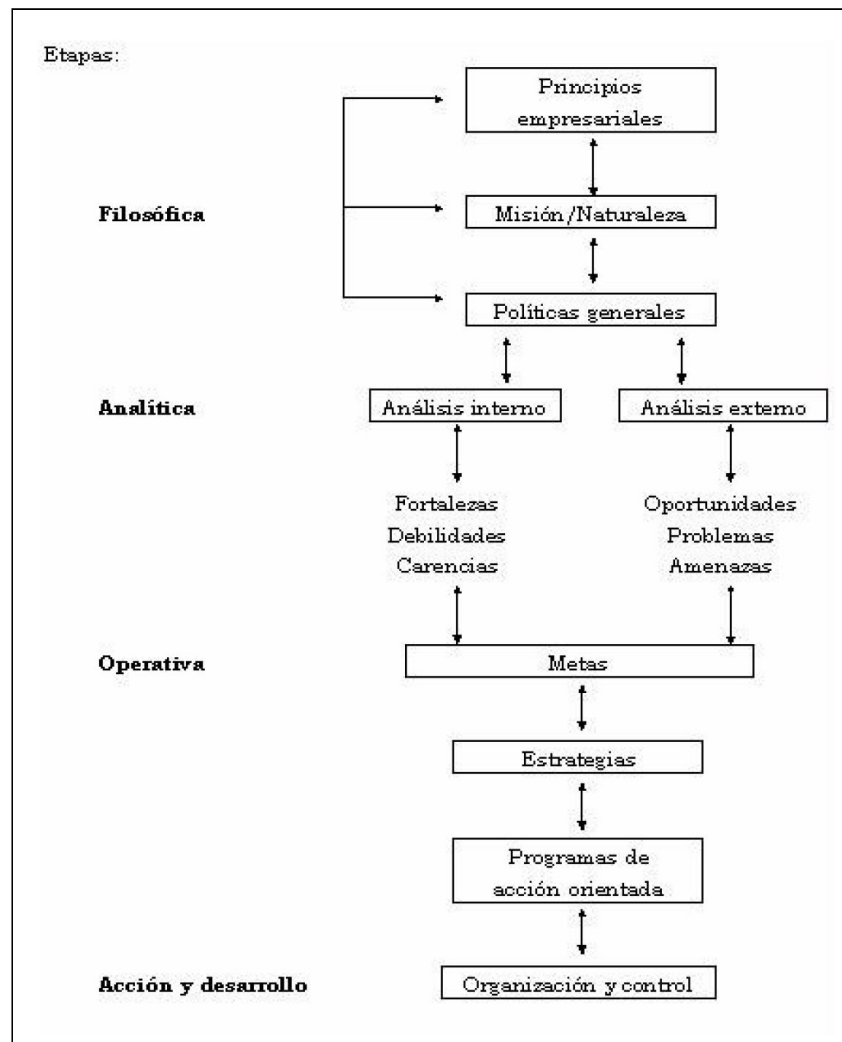 Etapas:
Principios
empresariales
Filosófica
Misión/Naturaleza
Políticas generales
Analítica
Análisis interno
Análisis externo
Fortalezas
Debilidades
Carencias
Oportunidades
Problemas
Amenazas
Operativa
Metas
Estrategias
Programas de
acción orientada
Acción y desarrollo
Organización y control